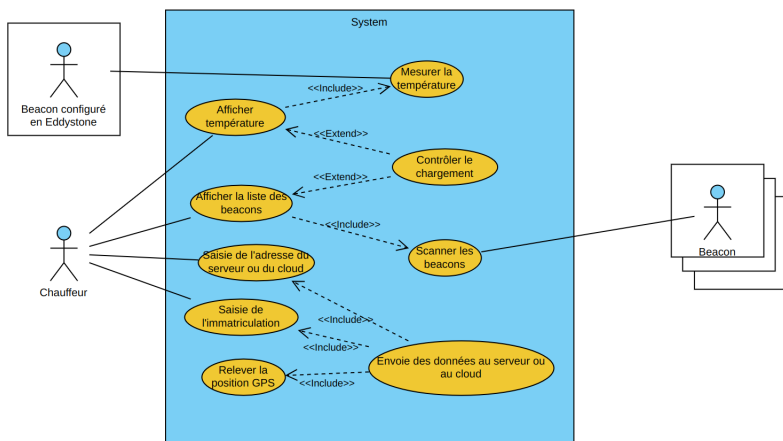 System
Beacon configuré
en Eddystone
Mesurer la
température
<<Include>>
Afficher
température
<<Extend>>
Contrôler le
chargement
<<Extend>>
Afficher la liste des
beacons
<<Include>>
Scanner les
beacons
Beacon
Chauffeur
Saisie de l'adresse du
serveur ou du cloud
Saisie de
l'immatriculation
<<Include>>
<<Include>>
Envoie des données au serveur ou
au cloud
Relever la
position GPS
<<Include>>